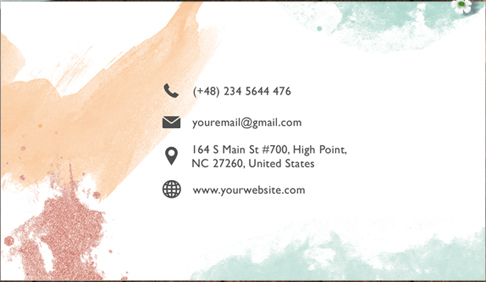 (+48) 234 5644 476
youremail@gmail.com
164 S Main St #700, High Point,
NC 27260, United States
www.yourwebsite.com